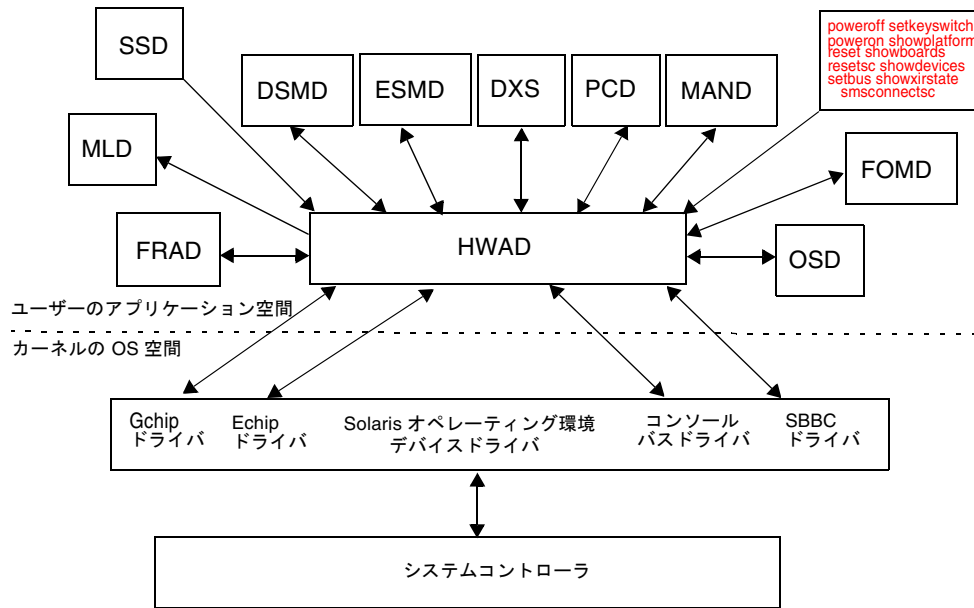 SSD
DSMD
ESMD
DXS
PCD
MAND
poweroff setkeyswitch
poweron showplatform
reset showboards
resetsc showdevices
setbus showxirstate
smsconnectsc
MLD
FOMD
FRAD
HWAD
OSD
ユーザーのアプリケーション空間
カーネルの OS 空間
Gchip
ドライバ
Echip
ドライバ
Solaris オペレーティング環境
デバイスドライバ
コンソール
バスドライバ
SBBC
ドライバ
システムコントローラ